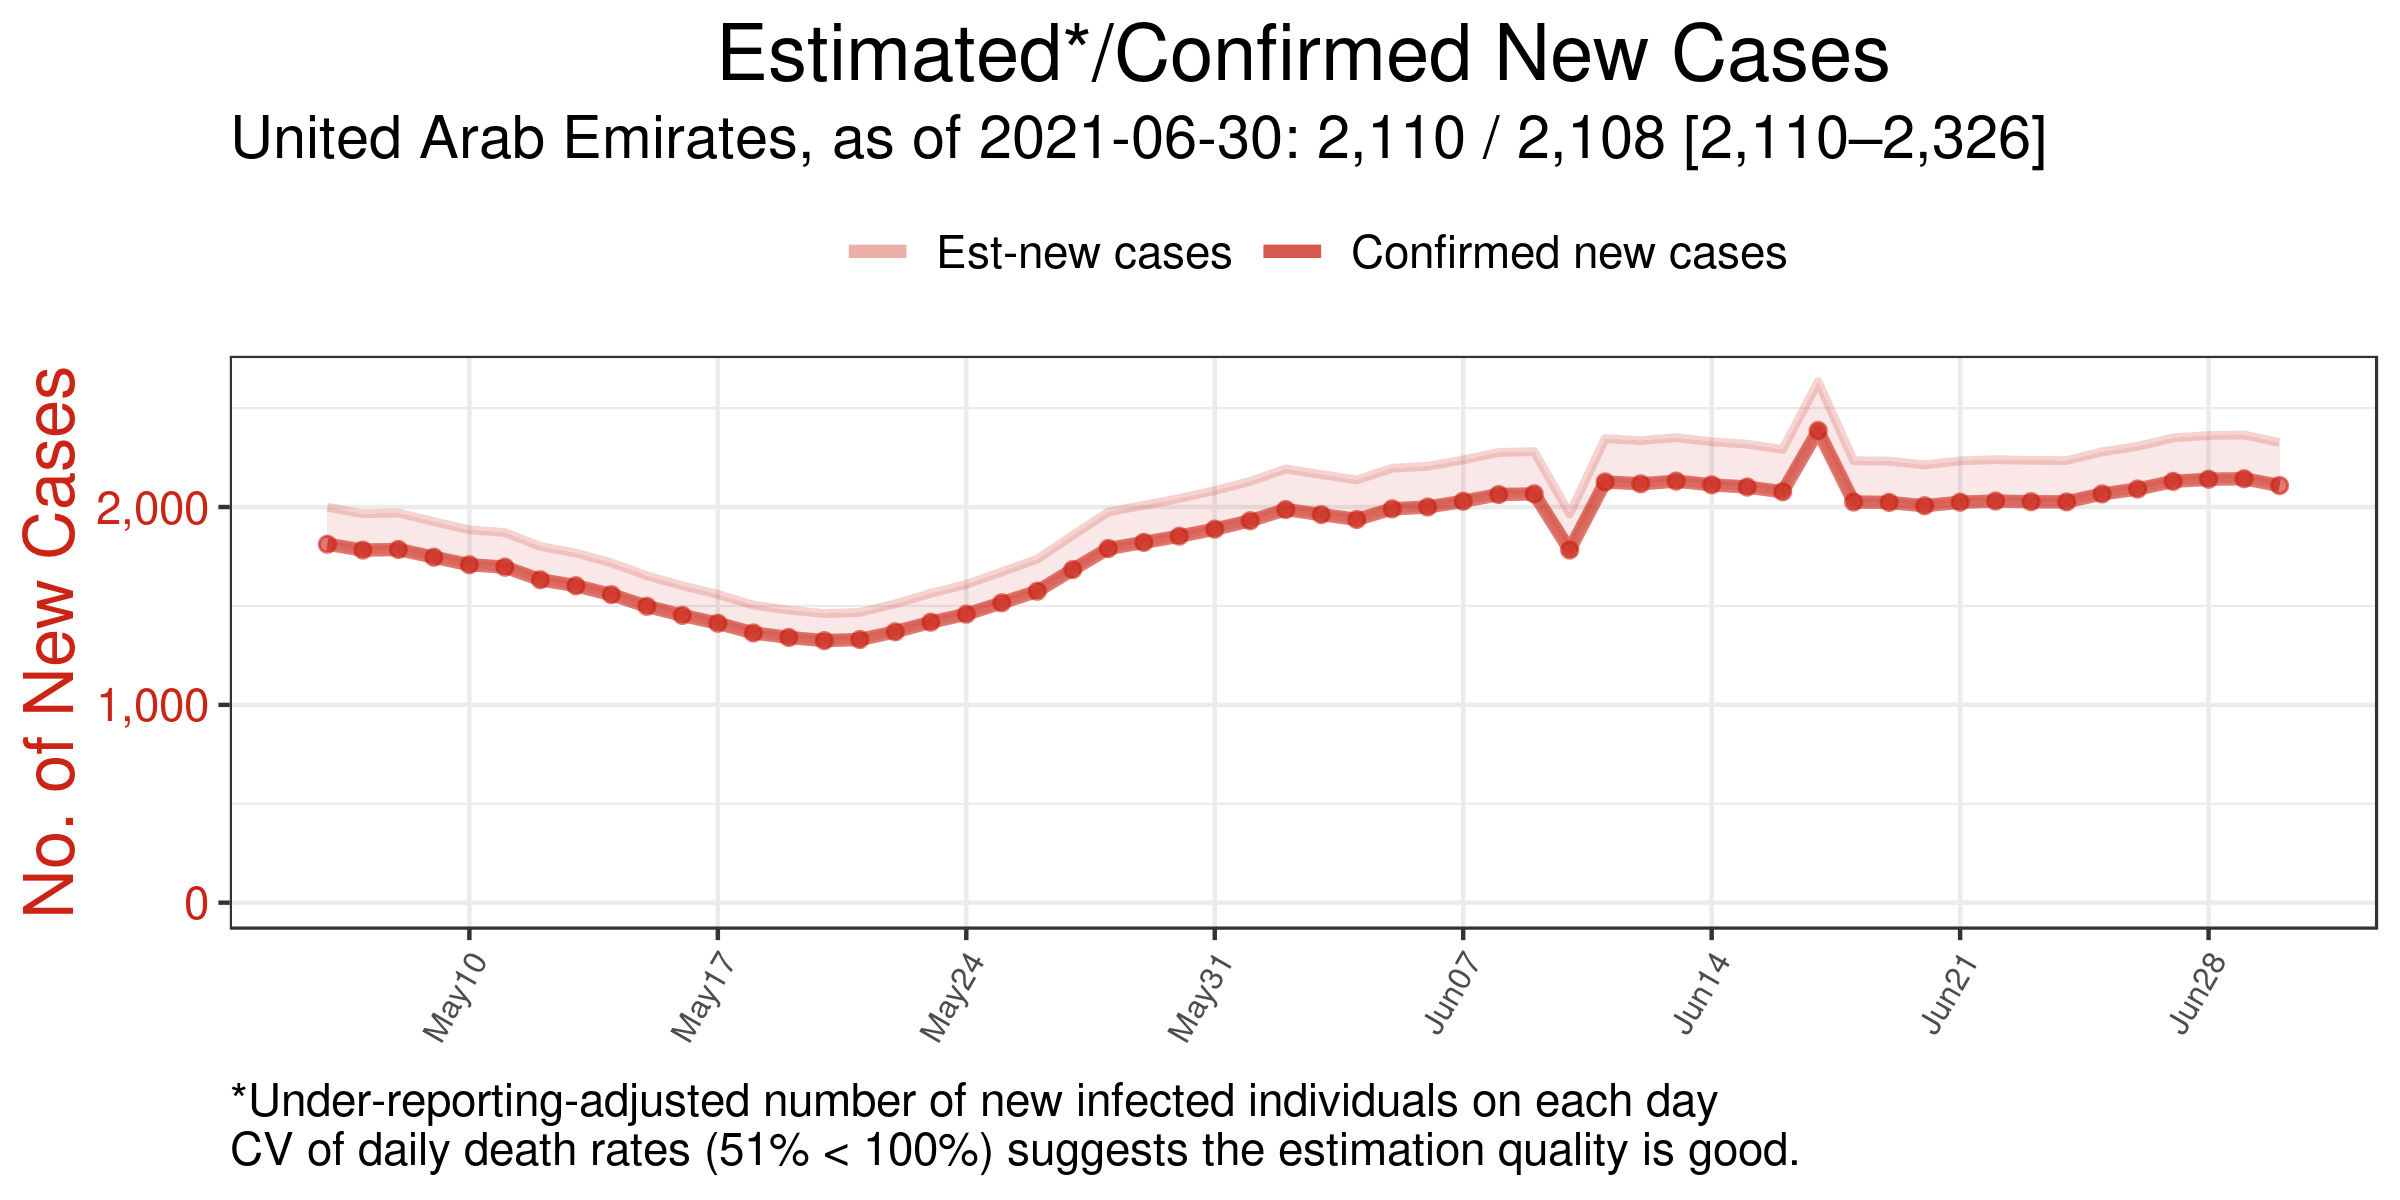 Estimated*/Confirmed New Cases
United Arab Emirates, as of 2021-06-30: 2,110 / 2,108 [2,110–2,326]
Est-new cases
Confirmed new cases
No. of New Cases
2,000
1,000
0
May10
May17
May24
May31
Jun07
Jun14
Jun21
Jun28
*Under-reporting-adjusted number of new infected individuals on each day
CV of daily death rates (51% < 100%) suggests the estimation quality is good.